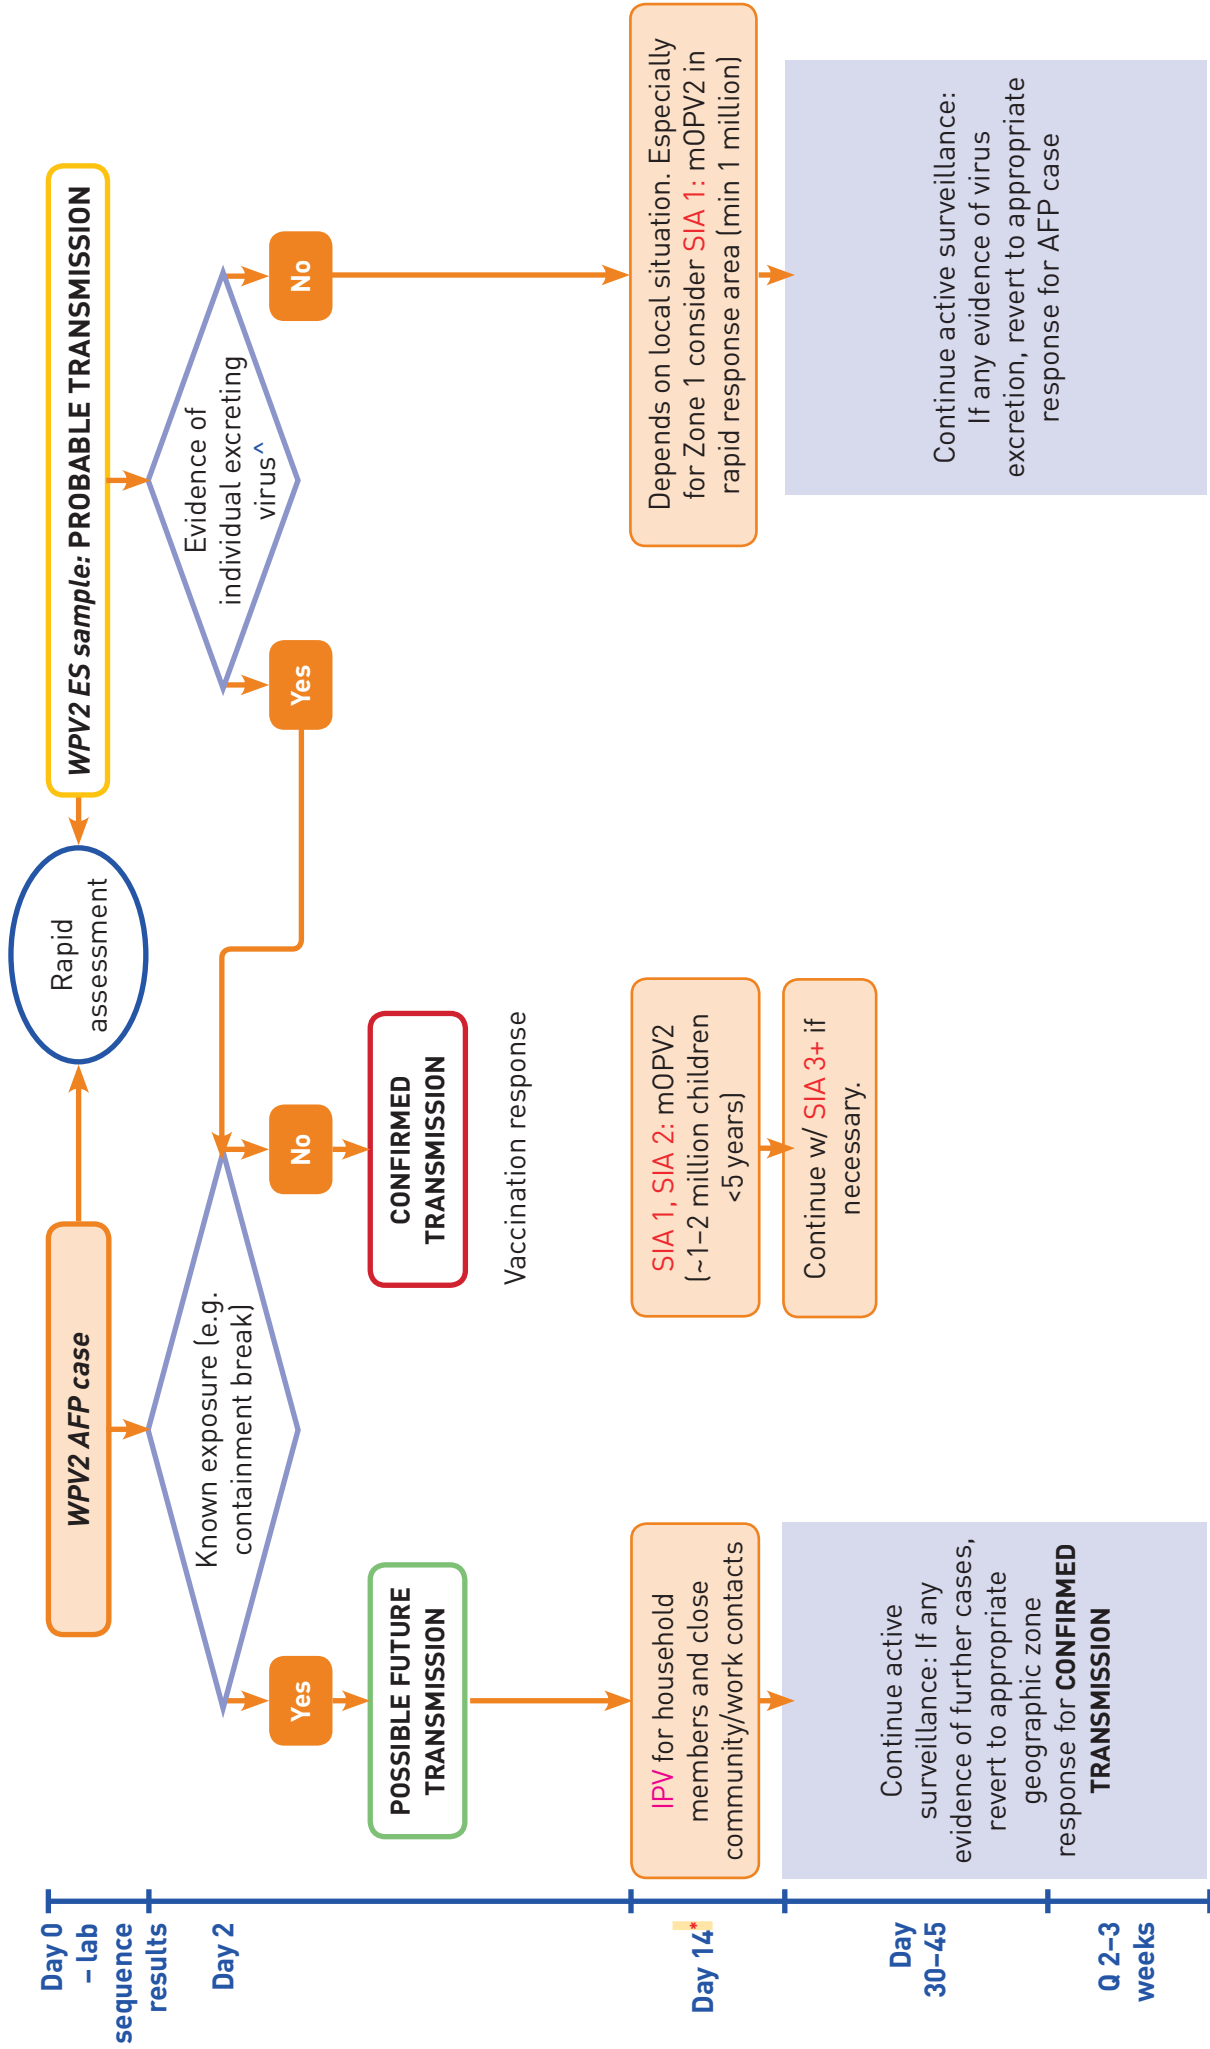 Day 0
– lab
sequence
results
WPV2 AFP case
Rapid
assessment
WPV2 ES sample: PROBABLE TRANSMISSION
Day 2
Known exposure (e.g.
containment break)
Evidence of
individual excreting
virus^
Yes
No
Yes
No
POSSIBLE FUTURE
TRANSMISSION
CONFIRMED
TRANSMISSION
Vaccination response
Day 14*
IPV for household
members and close
community/work contacts
SIA 1, SIA 2: mOPV2
(~1–2 million children
<5 years)
Depends on local situation. Especially
for Zone 1 consider SIA 1: mOPV2 in
rapid response area (min 1 million)
Day
30–45
Continue active
surveillance: If any
evidence of further cases,
revert to appropriate
geographic zone
response for CONFIRMED
TRANSMISSION
Continue w/ SIA 3+ if
necessary.
Continue active surveillance:
If any evidence of virus
excretion, revert to appropriate
response for AFP case
Q 2–3
weeks